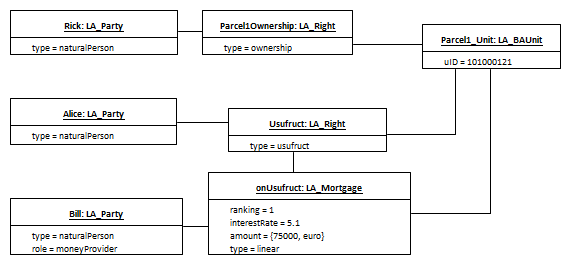 Rick: LA_Party
type = naturalPerson
Parcel1Ownership: LA_Right
type = ownership
Parcel1_Unit: LA_BAUnit
uID = 101000121
Alice: LA_Party
type = naturalPerson
Usufruct: LA_Right
type = usufruct
onUsufruct: LA_Mortgage
ranking = 1
interestRate = 5.1
amount = {75000, euro}
type = linear
Bill: LA_Party
type = naturalPerson
role = moneyProvider